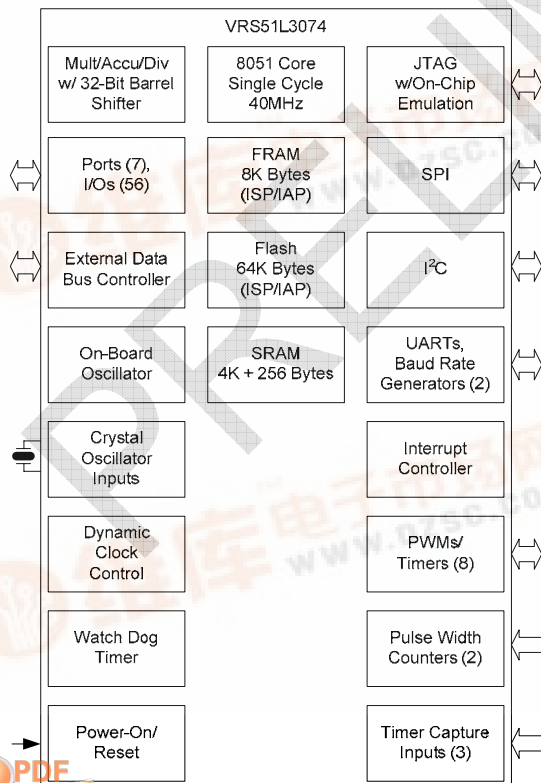 VRS51L3074
Mult/Accu/Div
w/ 32-Bit Barrel
Shifter
8051 Core
Single Cycle
40MHz
JTAG
w/On-Chip
Emulation
Ports (7),
I/Os (56)
FRAM
8K Bytes
(ISP/IAP)
SPI
External Data
Bus Controller
Flash
64K Bytes
(ISP/IAP)
I²C
On-Board
Oscillator
SRAM
4K + 256 Bytes
UARTs,
Baud Rate
Generators (2)
Crystal
Oscillator
Inputs
Interrupt
Controller
Dynamic
Clock
Control
PWMs/
Timers (8)
Watch Dog
Timer
Pulse Width
Counters (2)
Power-On/
Reset
Timer Capture
Inputs (3)
PDF